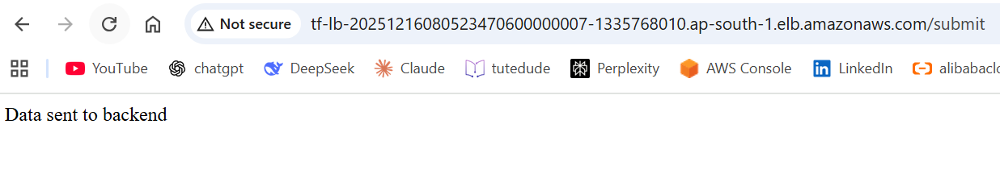 Not secure tf-lb-20251216080523470600000007-1335768010.ap-south-1.elb.amazonaws.com/submit
YouTube chatgpt DeepSeek Claude tutedude Perplexity AWS Console LinkedIn alibabaclo
Data sent to backend